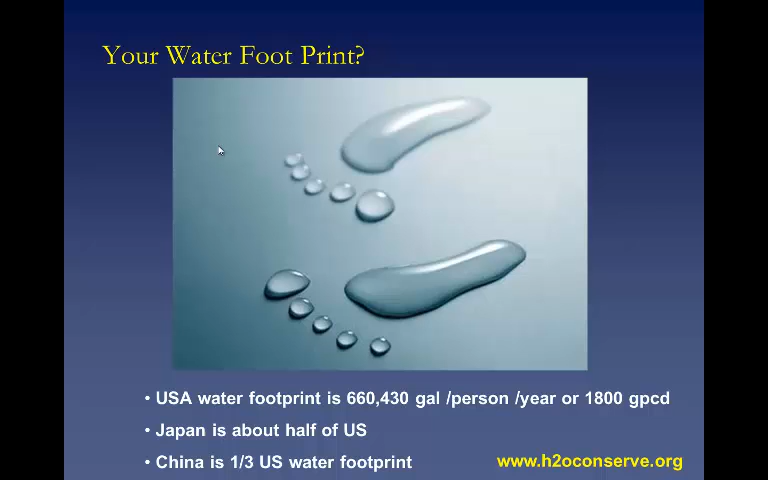 Your Water Foot Print?
• USA water footprint is 660,430 gal /person /year or 1800 gpcd
• Japan is about half of US
• China is 1/3 US water footprint
www.h2oconserve.org